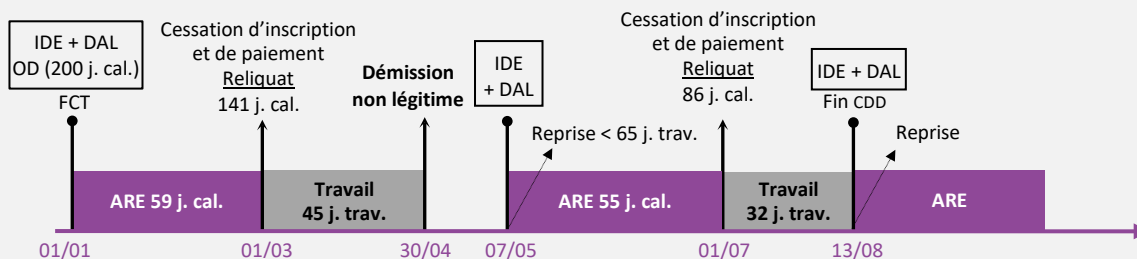 IDE + DAL
OD (200 j. cal.)
FCT
Cessation d’inscription
et de paiement
Reliquat
141 j. cal.
Démission
non légitime
IDE
+ DAL
Reprise < 65 j. trav.
Cessation d’inscription
et de paiement
Reliquat
86 j. cal.
IDE + DAL
Fin CDD
Reprise
ARE 59 j. cal.
Travail
45 j. trav.
ARE 55 j. cal.
Travail
32 j. trav.
ARE
01/01
01/03
30/04
07/05
01/07
13/08